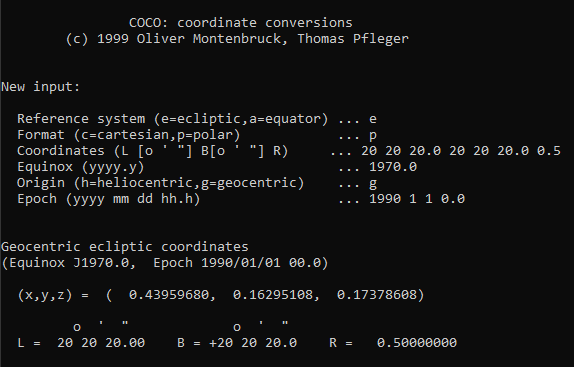 COCO: coordinate conversions
(c) 1999 Oliver Montenbruck, Thomas Pfleger
New input:
Reference system (e=ecliptic,a=equator) ... e
Format (c=cartesian,p=polar) ... p
Coordinates (L [o ' "] B[o ' "] R) ... 20 20 20.0 20 20 20.0 0.5
Equinox (yyyy.y) ... 1970.0
Origin (h=heliocentric,g=geocentric) ... g
Epoch (yyyy mm dd hh.h) ... 1990 1 1 0.0
Geocentric ecliptic coordinates
(Equinox J1970.0, Epoch 1990/01/01 00.0)
(x,y,z) = ( 0.43959680, 0.16295108, 0.17378608)
o ' " o ' "
L = 20 20 20.00 B = +20 20 20.0 R = 0.50000000